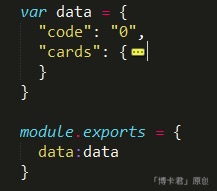 var data = {
"code": "0",
"cards": {
}
}
module.exports = {
data:data
}
「博卡君」原创